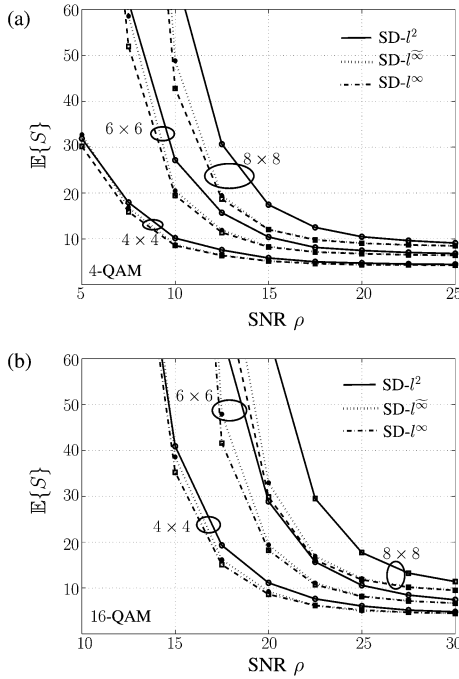 (a)
60
50
40
30
20
10
𝔼{S}
SD-l²
SD-l^∞̃
SD-l^∞
6 × 6
8 × 8
4 × 4
4-QAM
5 10 15 20 25 30
SNR ρ
(b)
60
50
40
30
20
10
𝔼{S}
SD-l²
SD-l^∞̃
SD-l^∞
6 × 6
4 × 4
8 × 8
16-QAM
10 15 20 25 30
SNR ρ